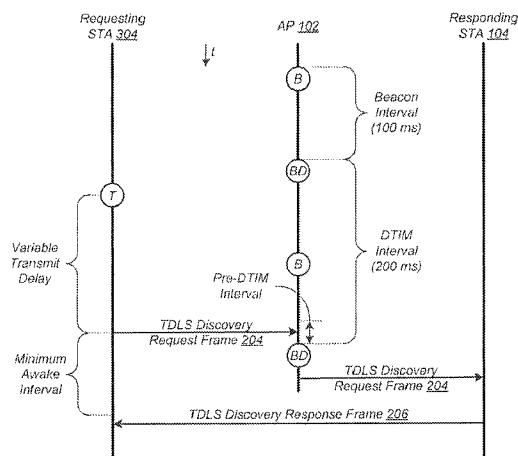 Requesting
STA 304
AP 102
Responding
STA 104
t
B
Beacon
Interval
(100 ms)
BD
T
DTIM
Interval
(200 ms)
Variable
Transmit
Delay
B
Pre-DTIM
Interval
TDLS Discovery
Request Frame 204
BD
Minimum
Awake
Interval
TDLS Discovery
Request Frame 204
TDLS Discovery Response Frame 206